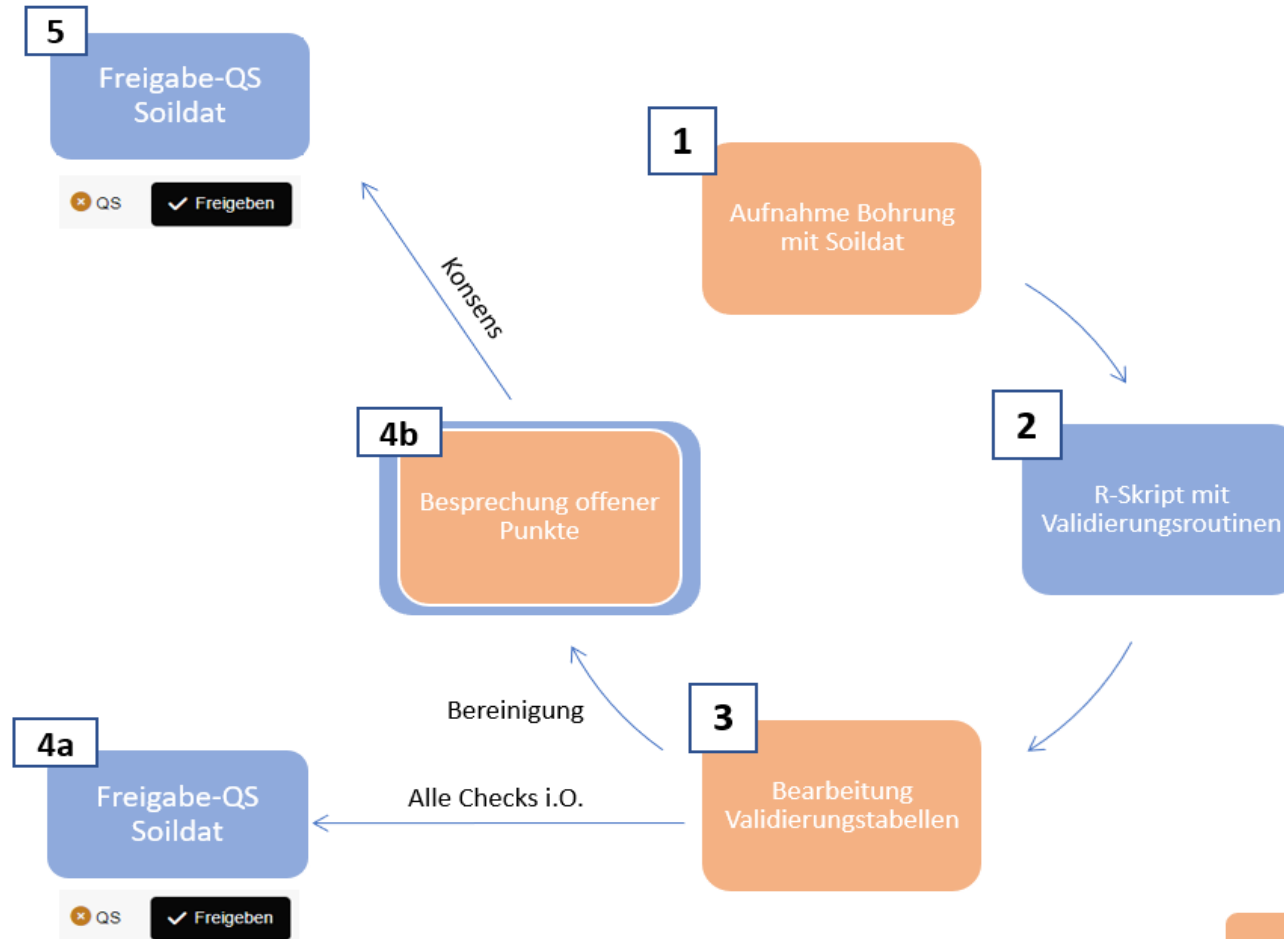 5
Freigabe-QS
Soildat
QS
Freigeben
Konsens
1
Aufnahme Bohrung
mit Soildat
2
R-Skript mit
Validierungsroutinen
4b
Besprechung offener
Punkte
Bereinigung
3
Bearbeitung
Validierungstabellen
Alle Checks i.O.
4a
Freigabe-QS
Soildat
QS
Freigeben